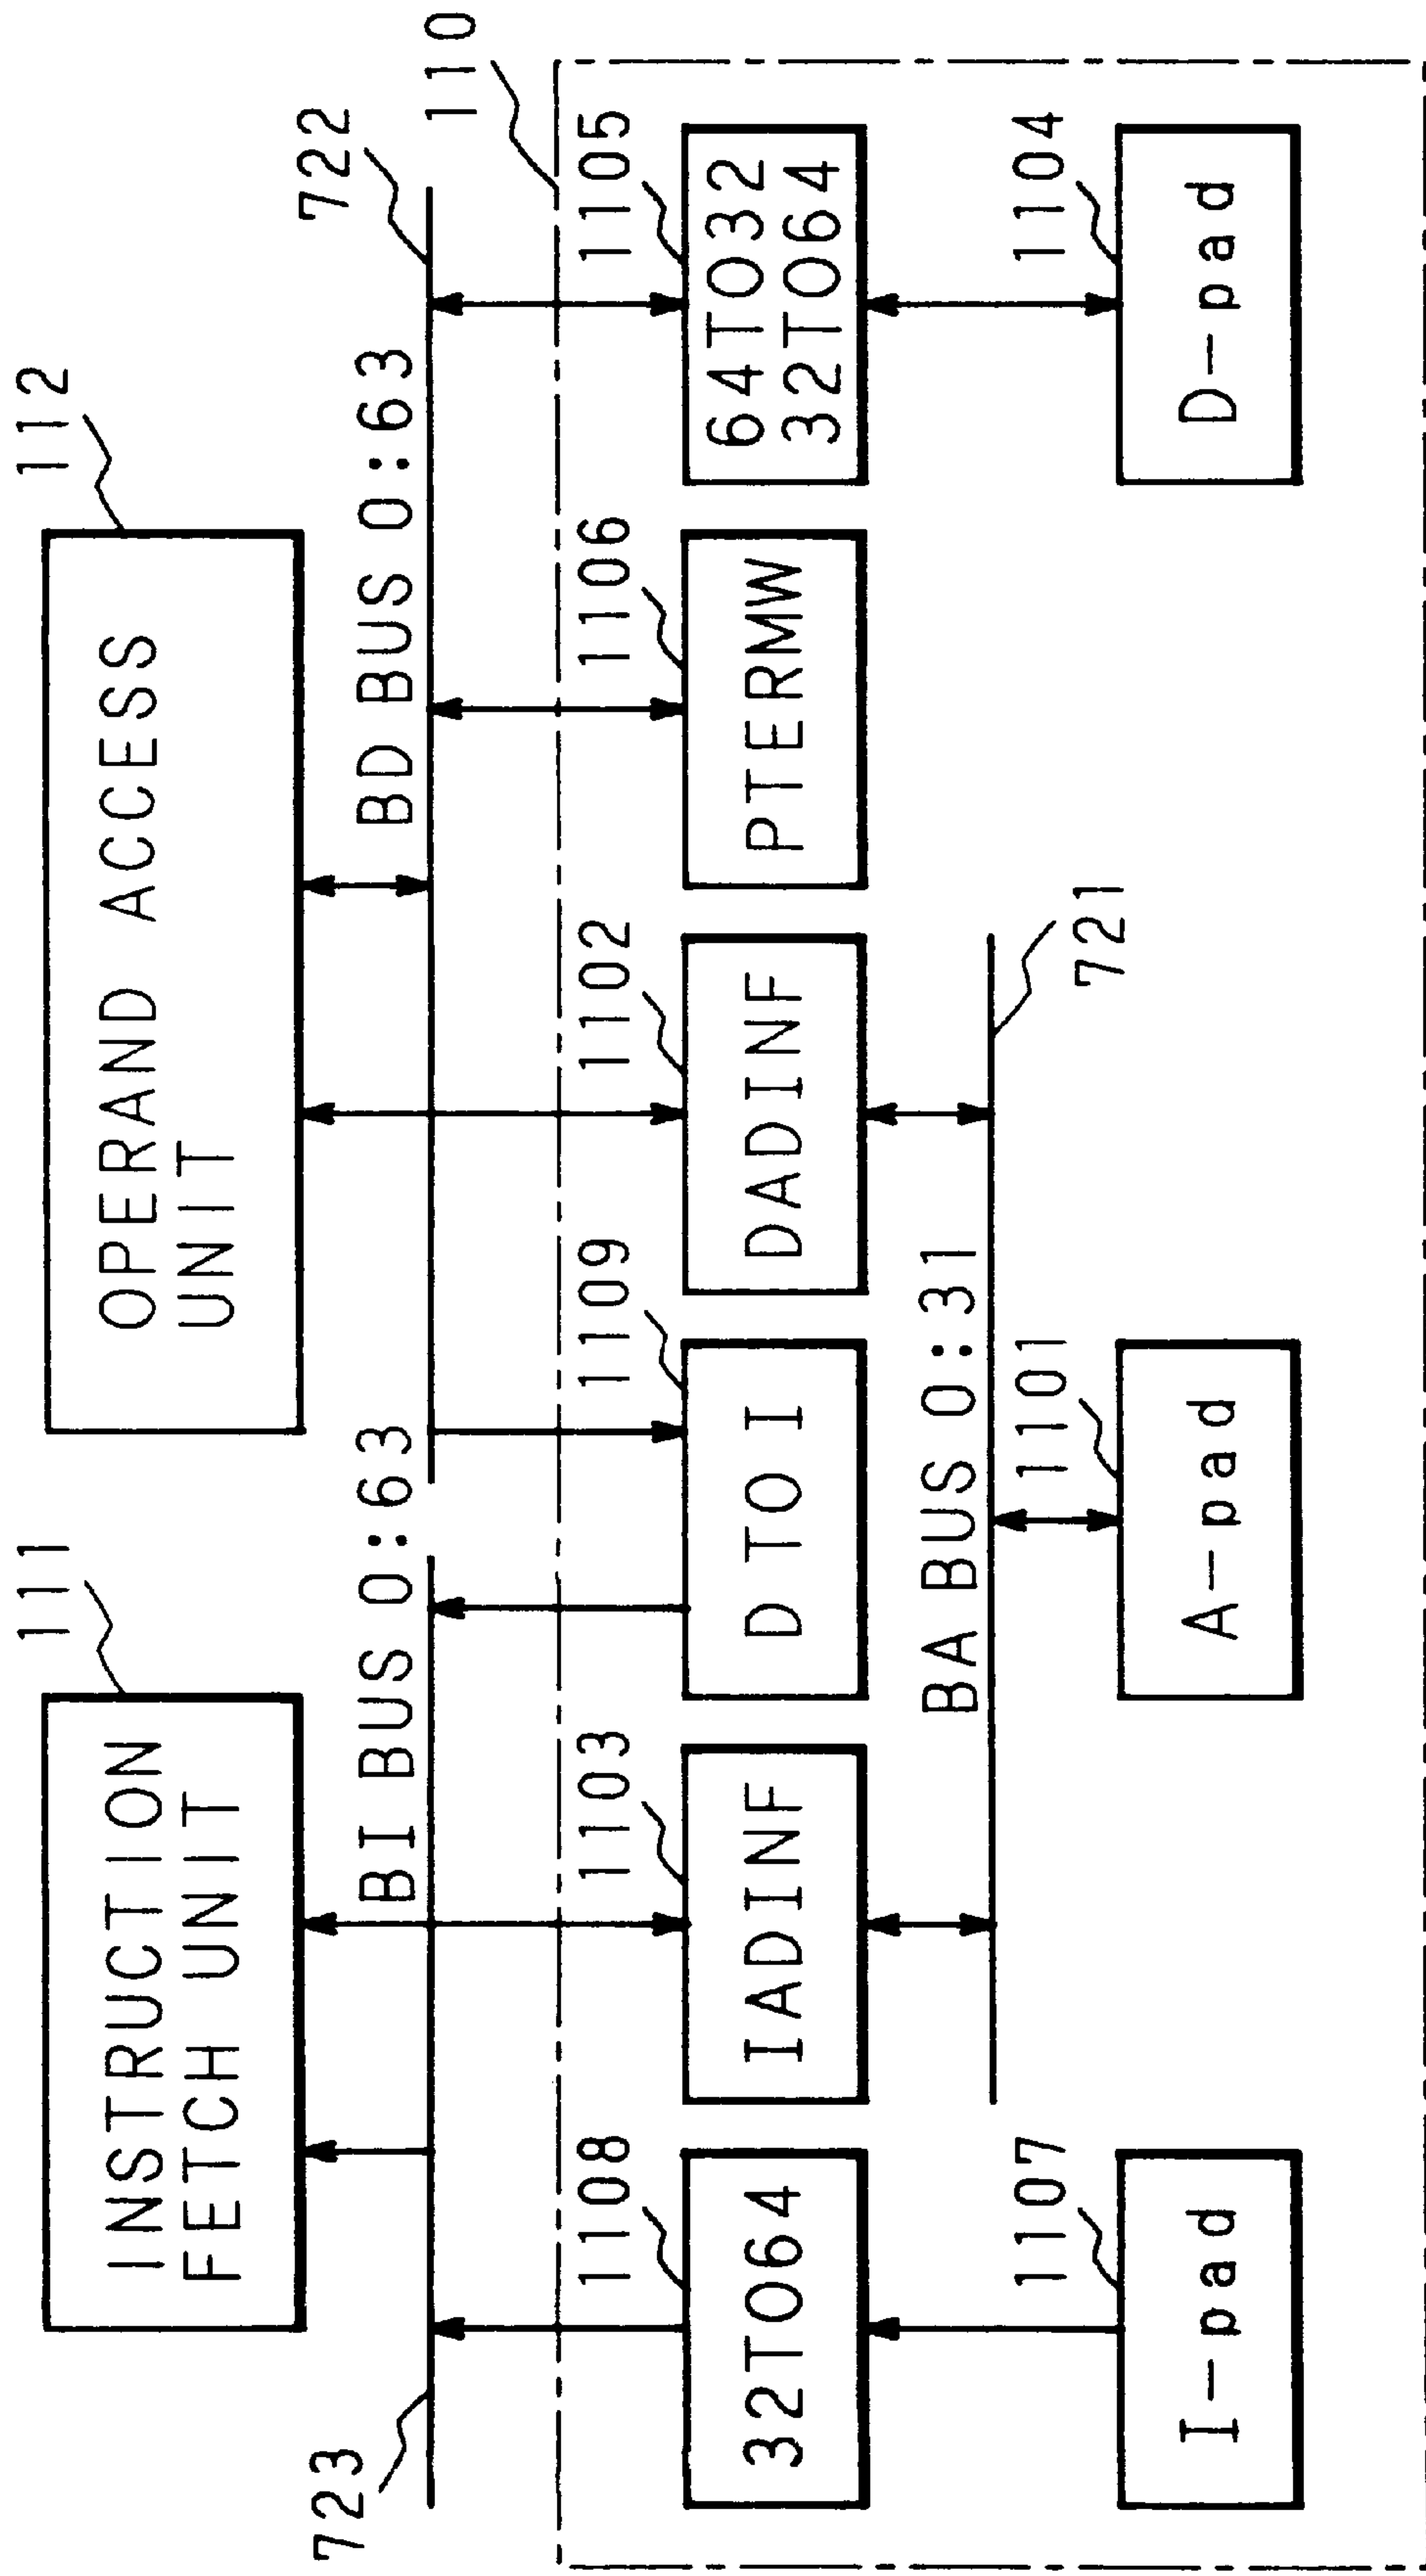 111
INSTRUCTION
FETCH UNIT
112
OPERAND ACCESS
UNIT
723
BI BUS 0:63
BD BUS 0:63
722
110
1108
32TO64
1103
IADINF
1109
D TO I
1102
DADINF
1106
PTERMW
1105
64TO32
32TO64
BA BUS 0:31
721
1107
I-pad
1101
A-pad
1104
D-pad